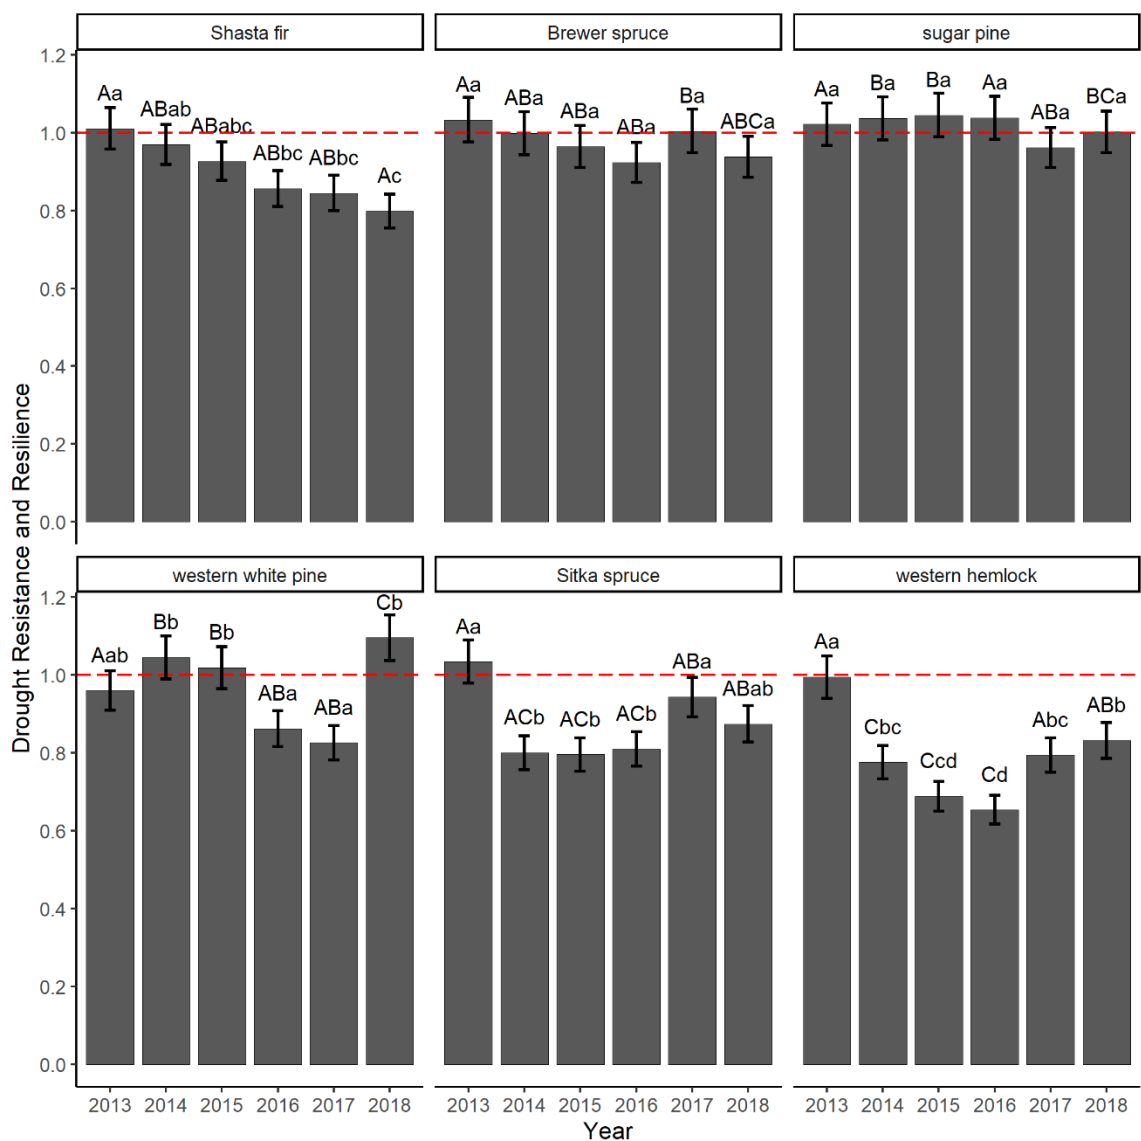 Shasta fir
Brewer spruce
sugar pine
1.2
1.0
0.8
0.6
0.4
0.2
0.0
Aa
ABab
ABabc
ABbc
ABbc
Ac
Aa
ABa
ABa
ABa
Ba
ABCa
Aa
Ba
Ba
Aa
ABa
BCa
Drought Resistance and Resilience
western white pine
Sitka spruce
western hemlock
1.2
1.0
0.8
0.6
0.4
0.2
0.0
Aab
Bb
Bb
ABa
ABa
Cb
Aa
ACb
ACb
ACb
ABa
ABab
Aa
Cbc
Ccd
Cd
Abc
ABb
2013 2014 2015 2016 2017 2018
2013 2014 2015 2016 2017 2018
2013 2014 2015 2016 2017 2018
Year